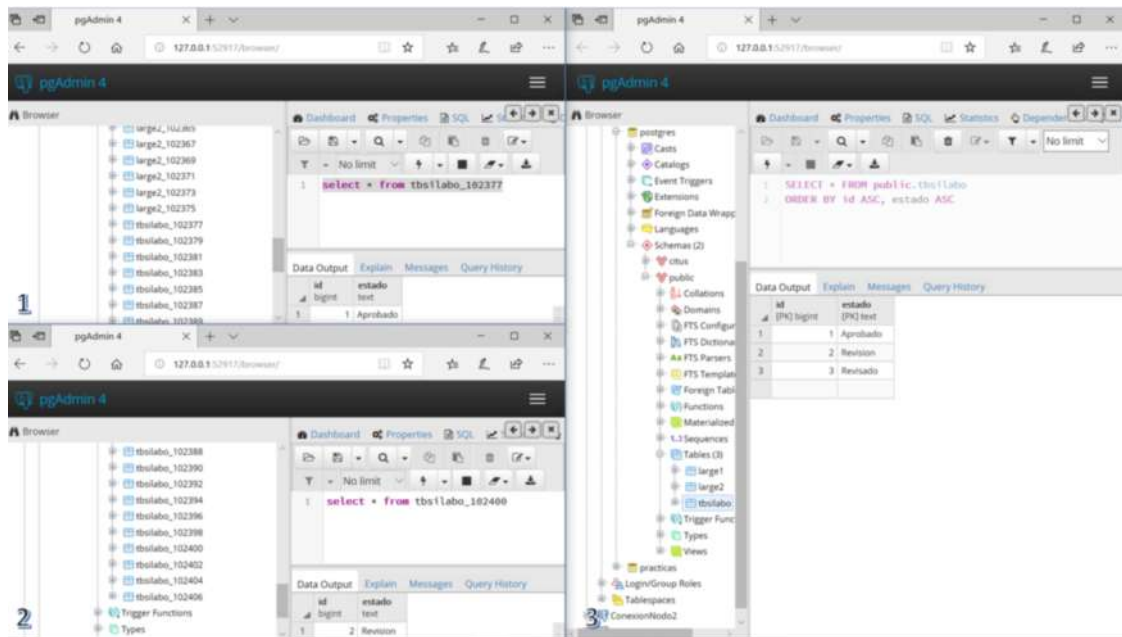 pgAdmin 4
127.0.0.1:52917/browser/
pgAdmin 4
Browser
large2_102365
large2_102367
large2_102369
large2_102371
large2_102373
large2_102375
tbsilabo_102377
tbsilabo_102379
tbsilabo_102381
tbsilabo_102383
tbsilabo_102385
tbsilabo_102387
tbsilabo_102389
1
Dashboard Properties SQL
No limit
1 select * from tbsilabo_102377
Data Output Explain Messages Query History
id bigint estado text
1 1 Aprobado
pgAdmin 4
127.0.0.1:52917/browser/
pgAdmin 4
Browser
tbsilabo_102388
tbsilabo_102390
tbsilabo_102392
tbsilabo_102394
tbsilabo_102396
tbsilabo_102398
tbsilabo_102400
tbsilabo_102402
tbsilabo_102404
tbsilabo_102406
Trigger Functions
Types
2
Dashboard Properties SQL
No limit
1 select * from tbsilabo_102400
Data Output Explain Messages Query History
id bigint estado text
1 2 Revision
pgAdmin 4
127.0.0.1:52917/browser/
pgAdmin 4
Browser
postgres
Casts
Catalogs
Event Triggers
Extensions
Foreign Data Wrapp
Languages
Schemas (2)
citus
public
Collations
Domains
FTS Configur
FTS Dictiona
FTS Parsers
FTS Templat
Foreign Tabl
Functions
Materialized
Sequences
Tables (3)
large1
large2
tbsilabo
Trigger Func
Types
Views
practicas
Login/Group Roles
Tablespaces
ConexionNodo2
3
Dashboard Properties SQL Statistics Depender
No limit
1 SELECT * FROM public.tbsilabo
2 ORDER BY id ASC, estado ASC
Data Output Explain Messages Query History
id [PK] bigint estado [PK] text
1 1 Aprobado
2 2 Revision
3 3 Revisado